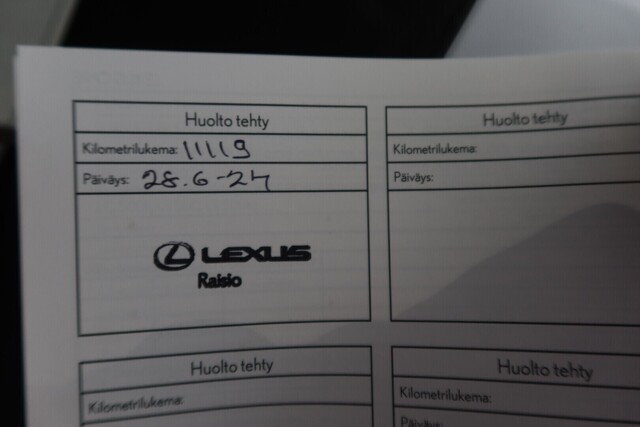 Huolto tehty
Kilometrilukema: 11119
Päiväys: 28.6-24
LEXUS
Raisio
Huolto tehty
Kilometrilukema:
Päiväys:
Huolto tehty
Kilometrilukema:
Huolto tehty
Kilometrilukema:
Päiväys: